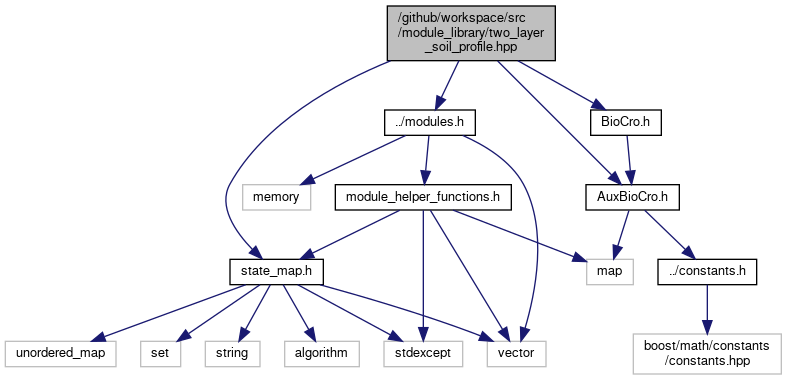 /github/workspace/src
/module_library/two_layer
_soil_profile.hpp
../modules.h
BioCro.h
memory
module_helper_functions.h
AuxBioCro.h
state_map.h
map
../constants.h
unordered_map
set
string
algorithm
stdexcept
vector
boost/math/constants
/constants.hpp